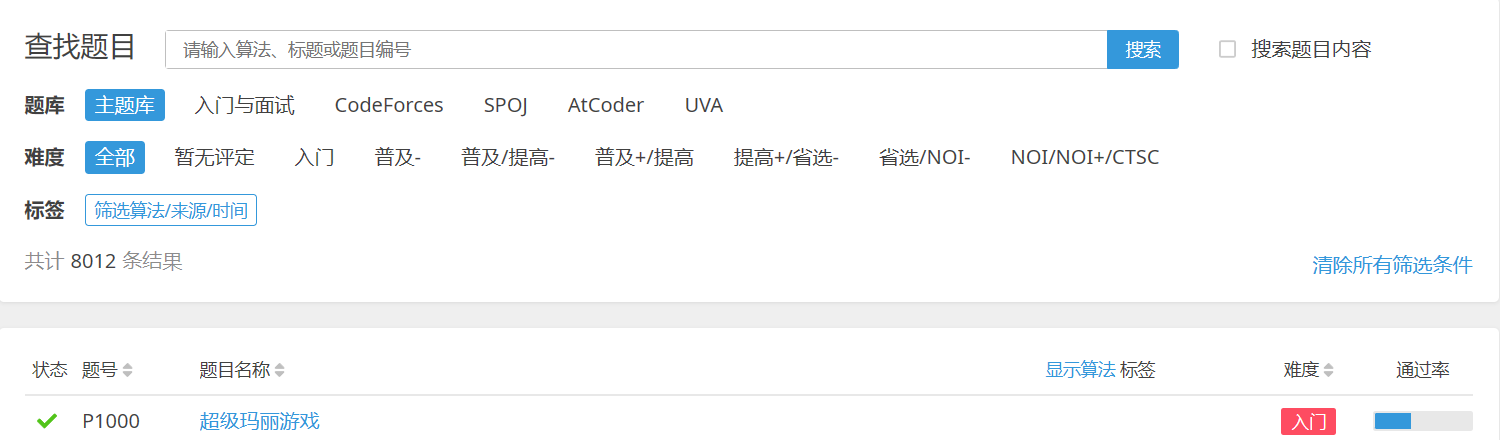 查找题目 请输入算法、标题或题目编号 搜索 搜索题目内容
题库 主题库 入门与面试 CodeForces SPOJ AtCoder UVA
难度 全部 暂无评定 入门 普及- 普及/提高- 普及+/提高 提高+/省选- 省选/NOI- NOI/NOI+/CTSC
标签 筛选算法/来源/时间
共计 8012 条结果 清除所有筛选条件
状态 题号 题目名称 显示算法 标签 难度 通过率
P1000 超级玛丽游戏 入门